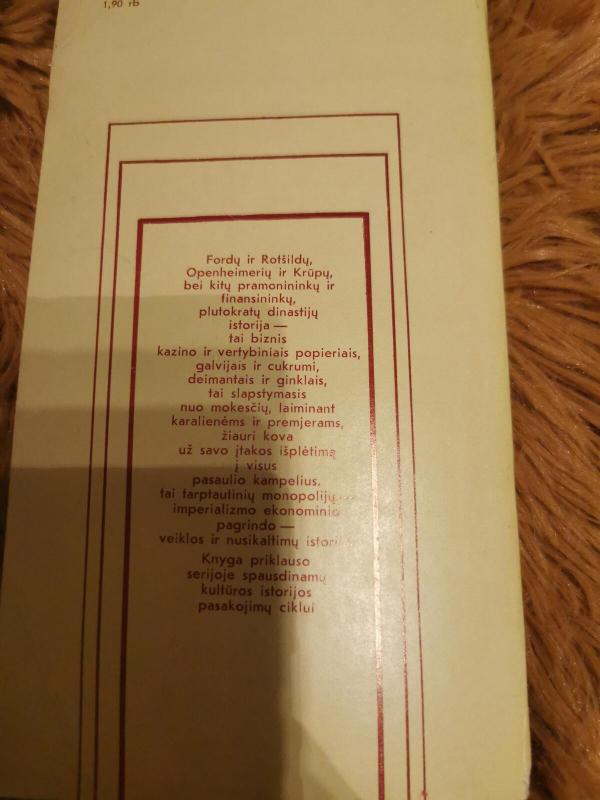 1,90 rb
Fordų ir Rotšildų,
Openheimerių ir Krūpų,
bei kitų pramonininkų ir
finansininkų,
plutokratų dinastijų
istorija —
tai biznis
kazino ir vertybiniais popieriais,
galvijais ir cukrumi,
deimantais ir ginklais,
tai slapstymasis
nuo mokesčių, laiminant
karalienėms ir premjerams,
žiauri kova
už savo įtakos išplėtimą
į visus
pasaulio kampelius.
tai tarptautinių monopolijų —
imperializmo ekonominio
pagrindo —
veiklos ir nusikaltimų
Knyga priklauso
serijoje spausdinamų
kultūros istorijos
pasakojimų ciklui